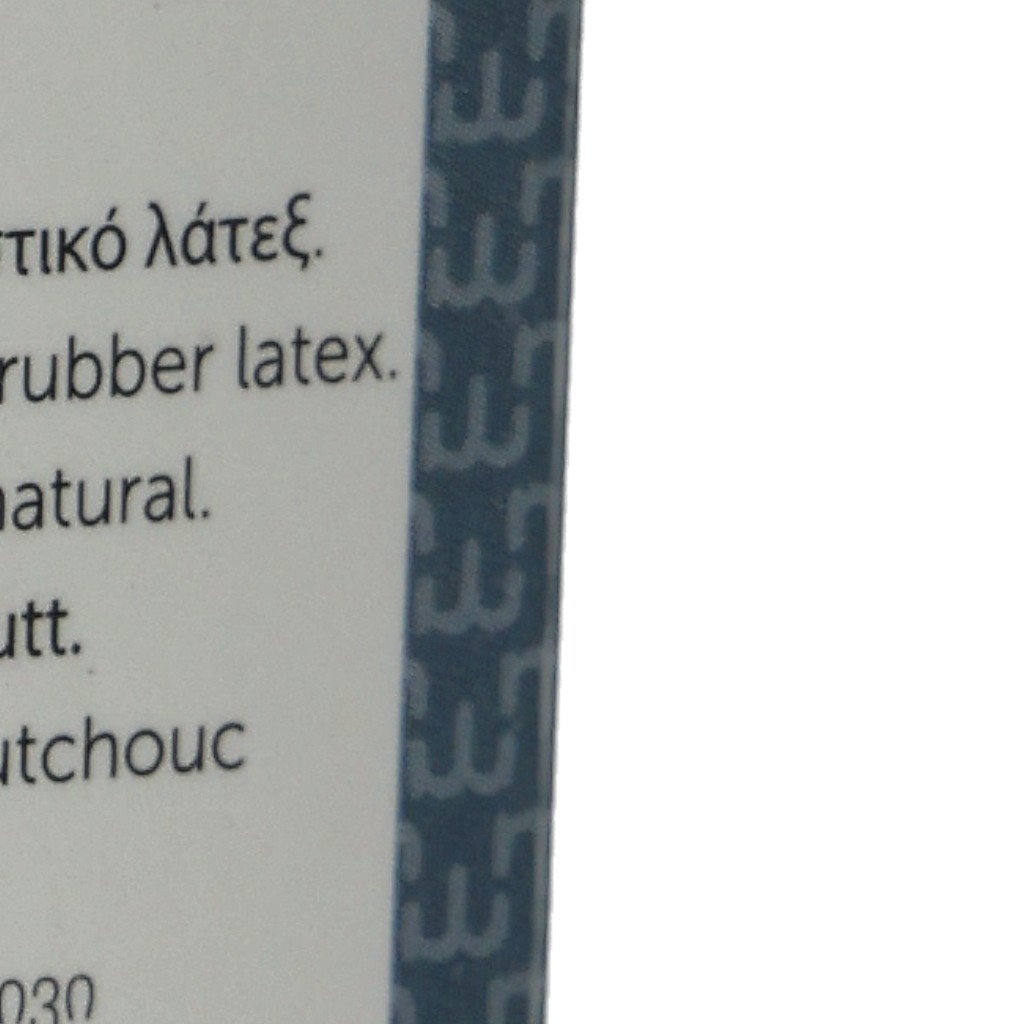 τικό λάτεξ.
rubber latex.
natural.
utt.
utchouc
030